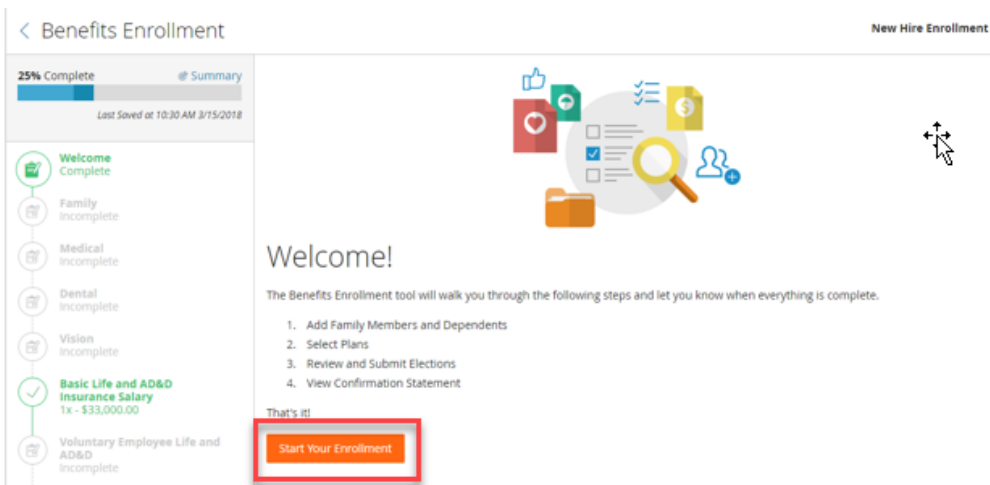 Benefits Enrollment
New Hire Enrollment
25% Complete
Summary
Last Saved at 10:30 AM 3/15/2018
Welcome
Complete
Family
Incomplete
Medical
Incomplete
Dental
Incomplete
Vision
Incomplete
Basic Life and AD&D
Insurance Salary
1x - $33,000.00
Voluntary Employee Life and
AD&D
Incomplete
Welcome!
The Benefits Enrollment tool will walk you through the following steps and let you know when everything is complete.
1. Add Family Members and Dependents
2. Select Plans
3. Review and Submit Elections
4. View Confirmation Statement
That's it!
Start Your Enrollment